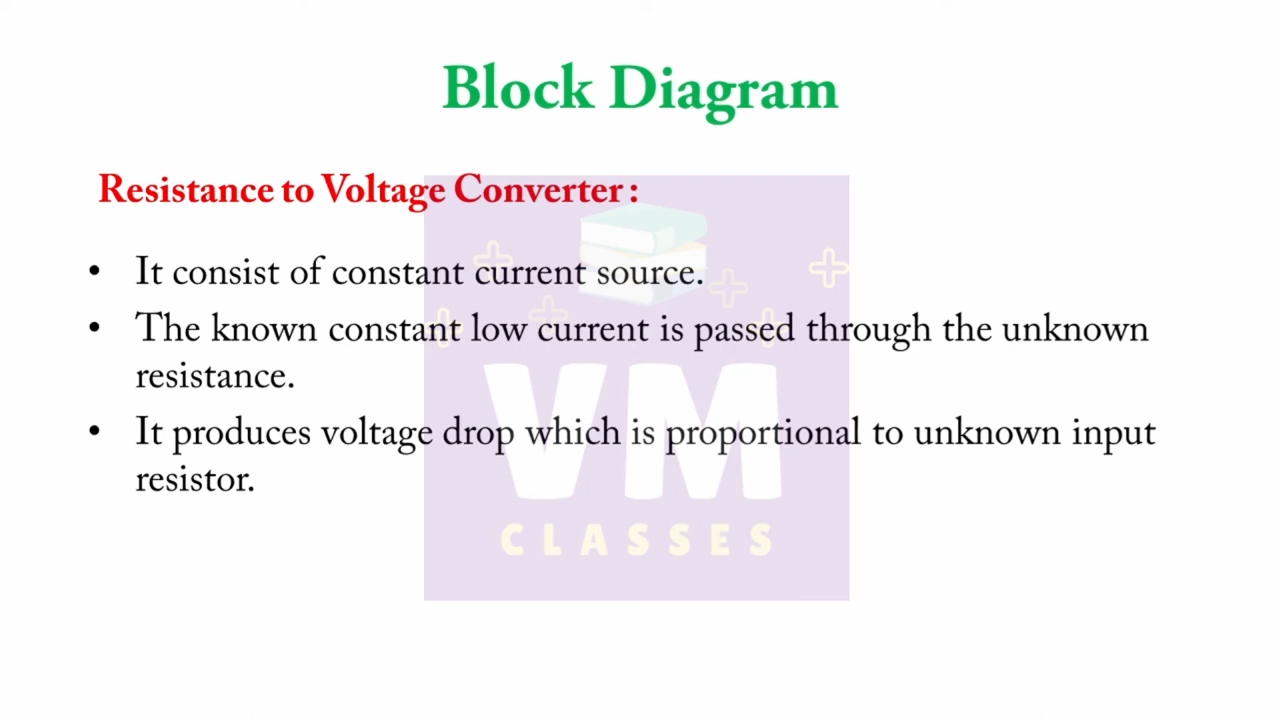 Block Diagram
Resistance to Voltage Converter :
• It consist of constant current source.
• The known constant low current is passed through the unknown
resistance.
• It produces voltage drop which is proportional to unknown input
resistor.
VM
CLASSES